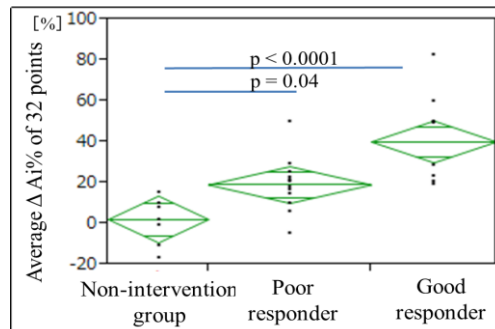 [%]
100
80
60
40
20
0
-20
Average Δ Ai% of 32 points
p < 0.0001
p = 0.04
Non-intervention
group
Poor
responder
Good
responder